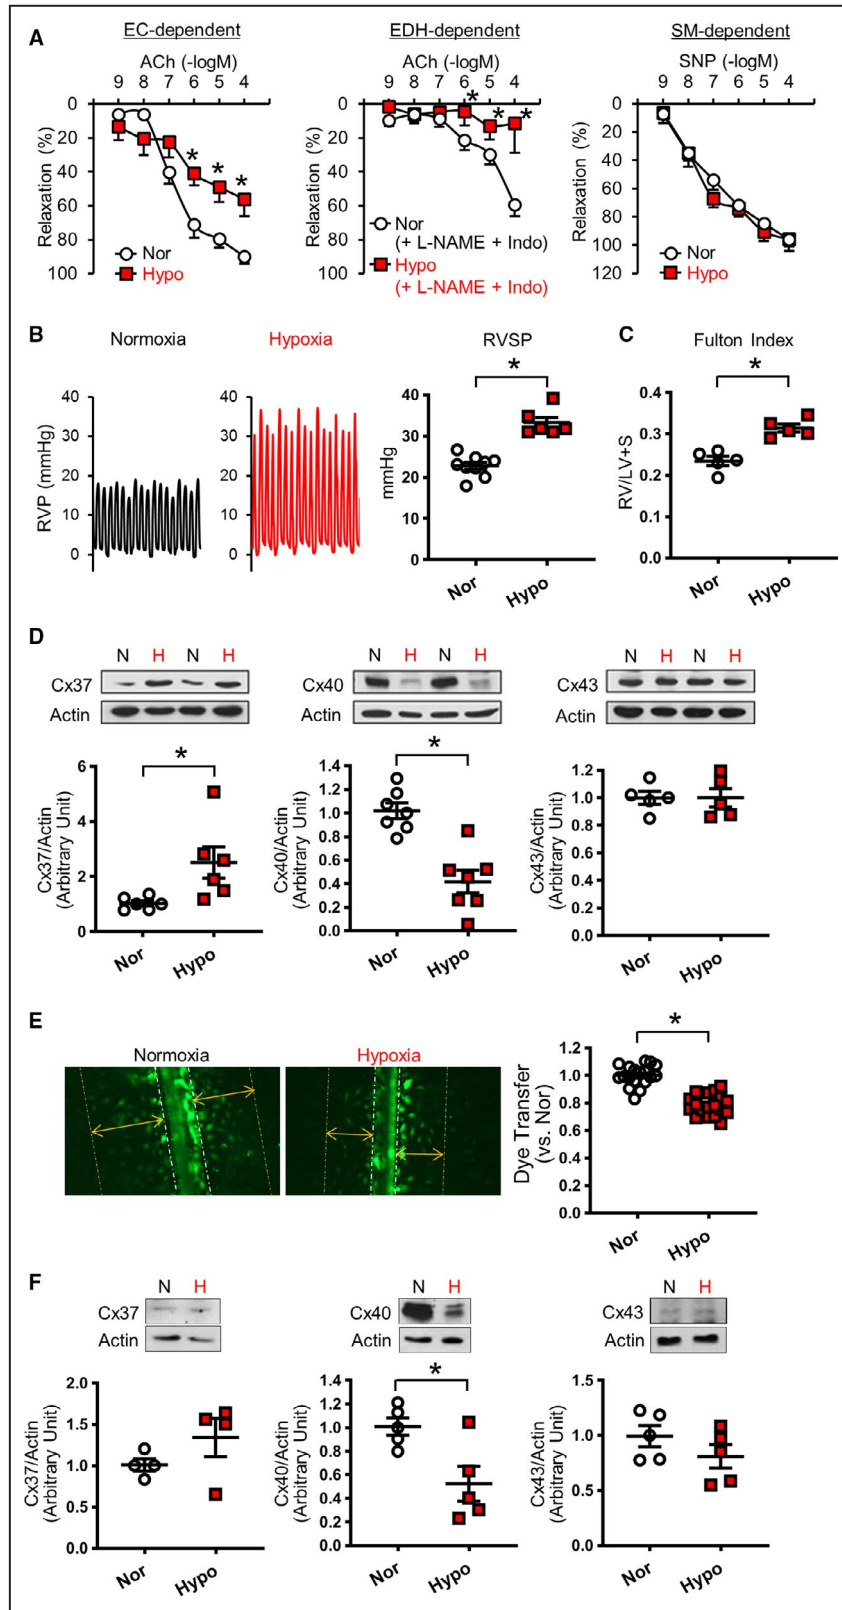 A
EC-dependent
ACh (-logM)
9 8 7 6 5 4
Relaxation (%)
0
20
40
60
80
100
* * *
Nor
Hypo
EDH-dependent
ACh (-logM)
9 8 7 6 5 4
Relaxation (%)
0
20
40
60
80
100
* * *
Nor
(+ L-NAME + Indo)
Hypo
(+ L-NAME + Indo)
SM-dependent
SNP (-logM)
9 8 7 6 5 4
Relaxation (%)
0
20
40
60
80
100
120
Nor
Hypo
B
Normoxia
RVP (mmHg)
40
30
20
10
0
Hypoxia
40
30
20
10
0
RVSP
*
mmHg
40
30
20
10
0
Nor
Hypo
C
Fulton Index
*
RV/LV+S
0.4
0.3
0.2
0.1
0.0
Nor
Hypo
D
N H N H
Cx37
Actin
*
Cx37/Actin
(Arbitrary Unit)
6
4
2
0
Nor
Hypo
N H N H
Cx40
Actin
*
Cx40/Actin
(Arbitrary Unit)
1.4
1.2
1.0
0.8
0.6
0.4
0.2
0.0
Nor
Hypo
N H N H
Cx43
Actin
Cx43/Actin
(Arbitrary Unit)
1.2
1.0
0.8
0.6
0.4
0.2
0.0
Nor
Hypo
E
Normoxia
Hypoxia
*
Dye Transfer
(vs. Nor)
1.2
1.0
0.8
0.6
0.4
0.2
0.0
Nor
Hypo
F
N H
Cx37
Actin
Cx37/Actin
(Arbitrary Unit)
2.0
1.5
1.0
0.5
0.0
Nor
Hypo
N H
Cx40
Actin
*
Cx40/Actin
(Arbitrary Unit)
1.4
1.2
1.0
0.8
0.6
0.4
0.2
0.0
Nor
Hypo
N H
Cx43
Actin
Cx43/Actin
(Arbitrary Unit)
1.5
1.0
0.5
0.0
Nor
Hypo